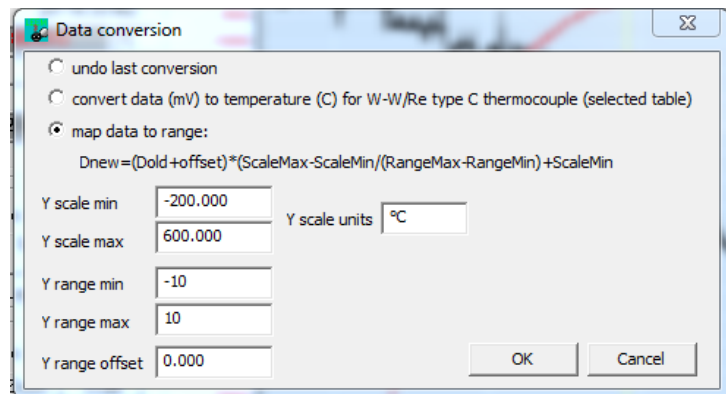 Data conversion
undo last conversion
convert data (mV) to temperature (C) for W-W/Re type C thermocouple (selected table)
map data to range:
Dnew=(Dold+offset)*(ScaleMax-ScaleMin/(RangeMax-RangeMin)+ScaleMin
Y scale min -200.000
Y scale units ºC
Y scale max 600.000
Y range min -10
Y range max 10
Y range offset 0.000
OK Cancel